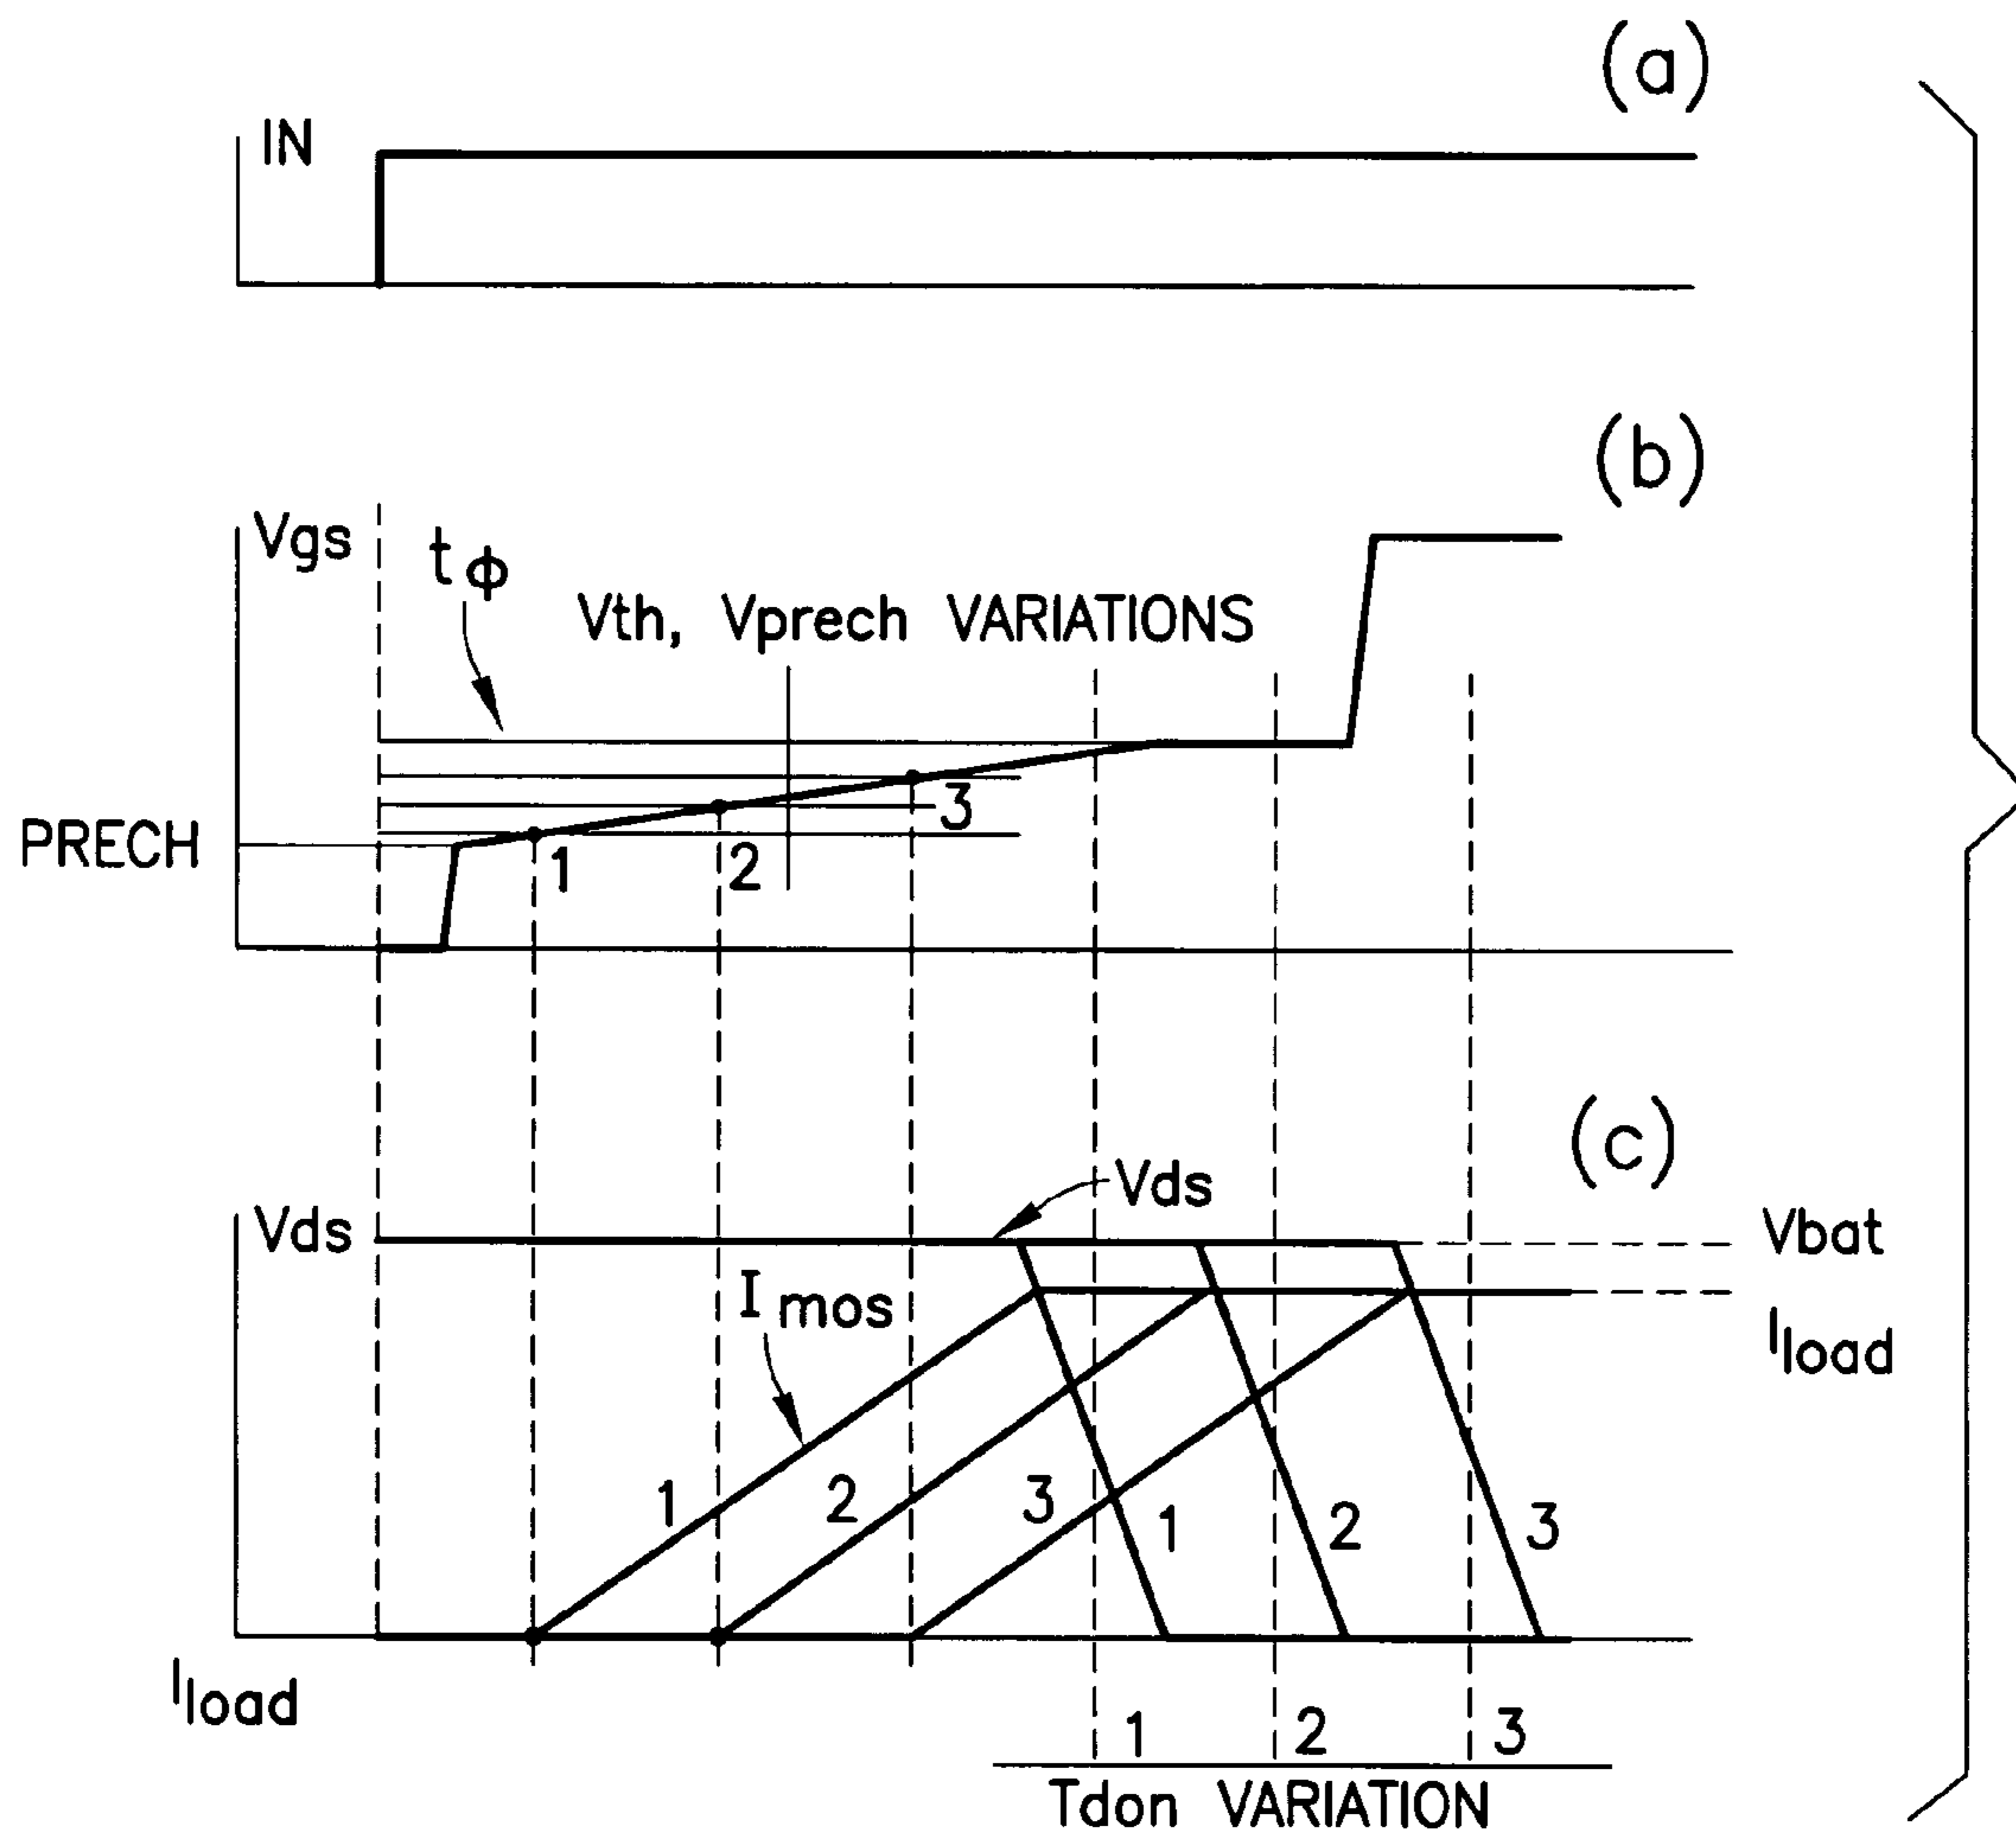 (a)
IN
(b)
Vgs
tφ
Vth, Vprech VARIATIONS
PRECH
1
2
3
(c)
Vds
Vds
Vbat
Imos
Iload
1
2
3
1
2
3
Iload
1
2
3
Tdon VARIATION